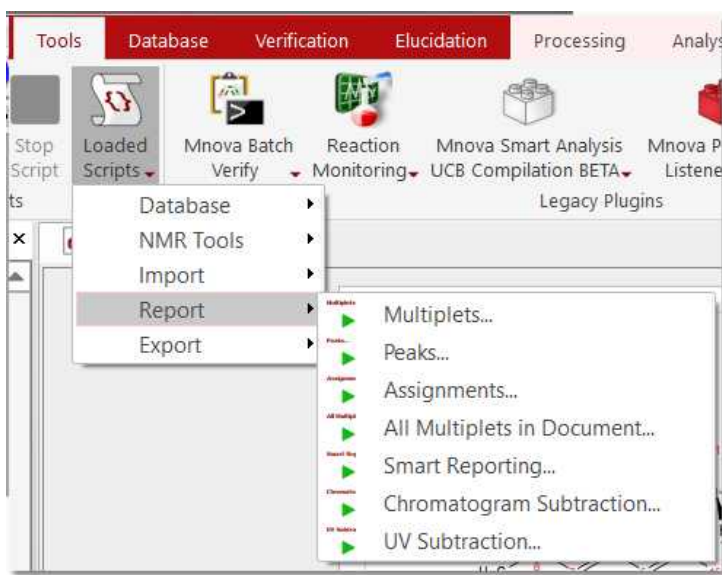 Tools Database Verification Elucidation Processing Analys
Stop Loaded Mnova Batch Reaction Mnova Smart Analysis Mnova P
Script Scripts Verify Monitoring UCB Compilation BETA Listene
ts Legacy Plugins
Database
NMR Tools
Import
Report
Export
Multiplets...
Peaks...
Assignments...
All Multiplets in Document...
Smart Reporting...
Chromatogram Subtraction...
UV Subtraction...